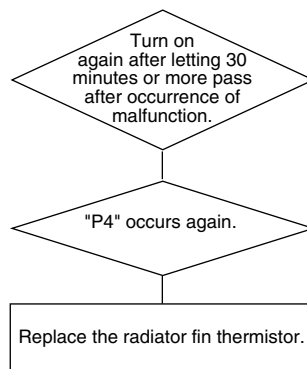 Turn on
again after letting 30
minutes or more pass
after occurrence of
malfunction.
"P4" occurs again.
Replace the radiator fin thermistor.